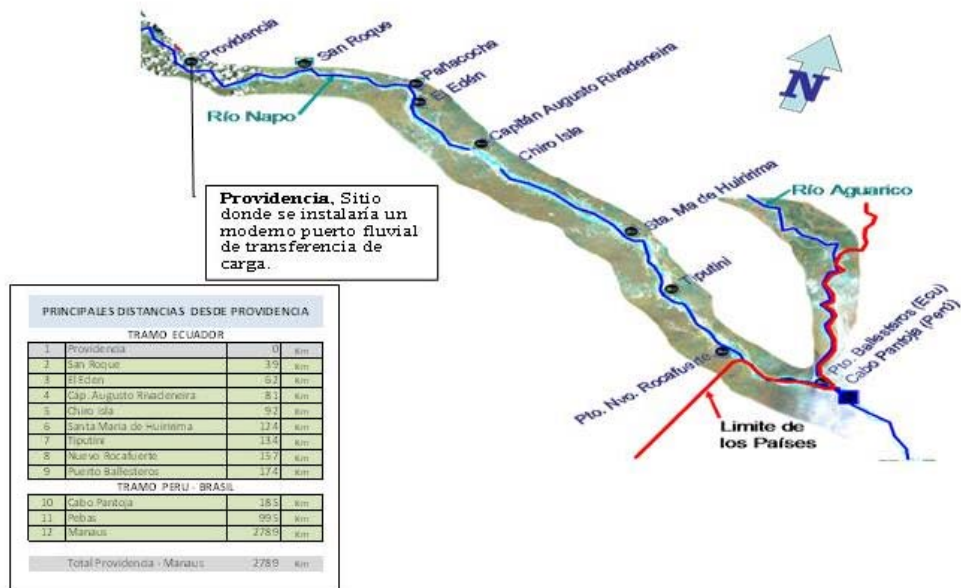 Providencia
San Roque
Pañacocha
El Edén
Capitán Augusto Rivadeneira
Chiro Isla
Río Napo
N
Providencia, Sitio
donde se instalaría un
moderno puerto fluvial
de transferencia de
carga.
Sta. Ma de Huiririma
Río Aguarico
Tiputini
Pto. Ballesteros (Ecu)
Cabo Pantoja (Perú)
Pto. Nvo. Rocafuerte
Limite de
los Países
PRINCIPALES DISTANCIAS DESDE PROVIDENCIA
TRAMO ECUADOR
1 Providencia 0 Km
2 San Roque 39 Km
3 El Eden 62 Km
4 Cáp. Augusto Rivadeneira 81 Km
5 Chiro Isla 92 Km
6 Santa Maria de Huiririma 124 Km
7 Tiputini 134 Km
8 Nuevo Rocafuerte 157 Km
9 Puerto Ballesteros 174 Km
TRAMO PERU - BRASIL
10 Cabo Pantoja 185 Km
11 Pebas 995 Km
12 Manaus 2789 Km
Total Providencia - Manaus 2789 Km